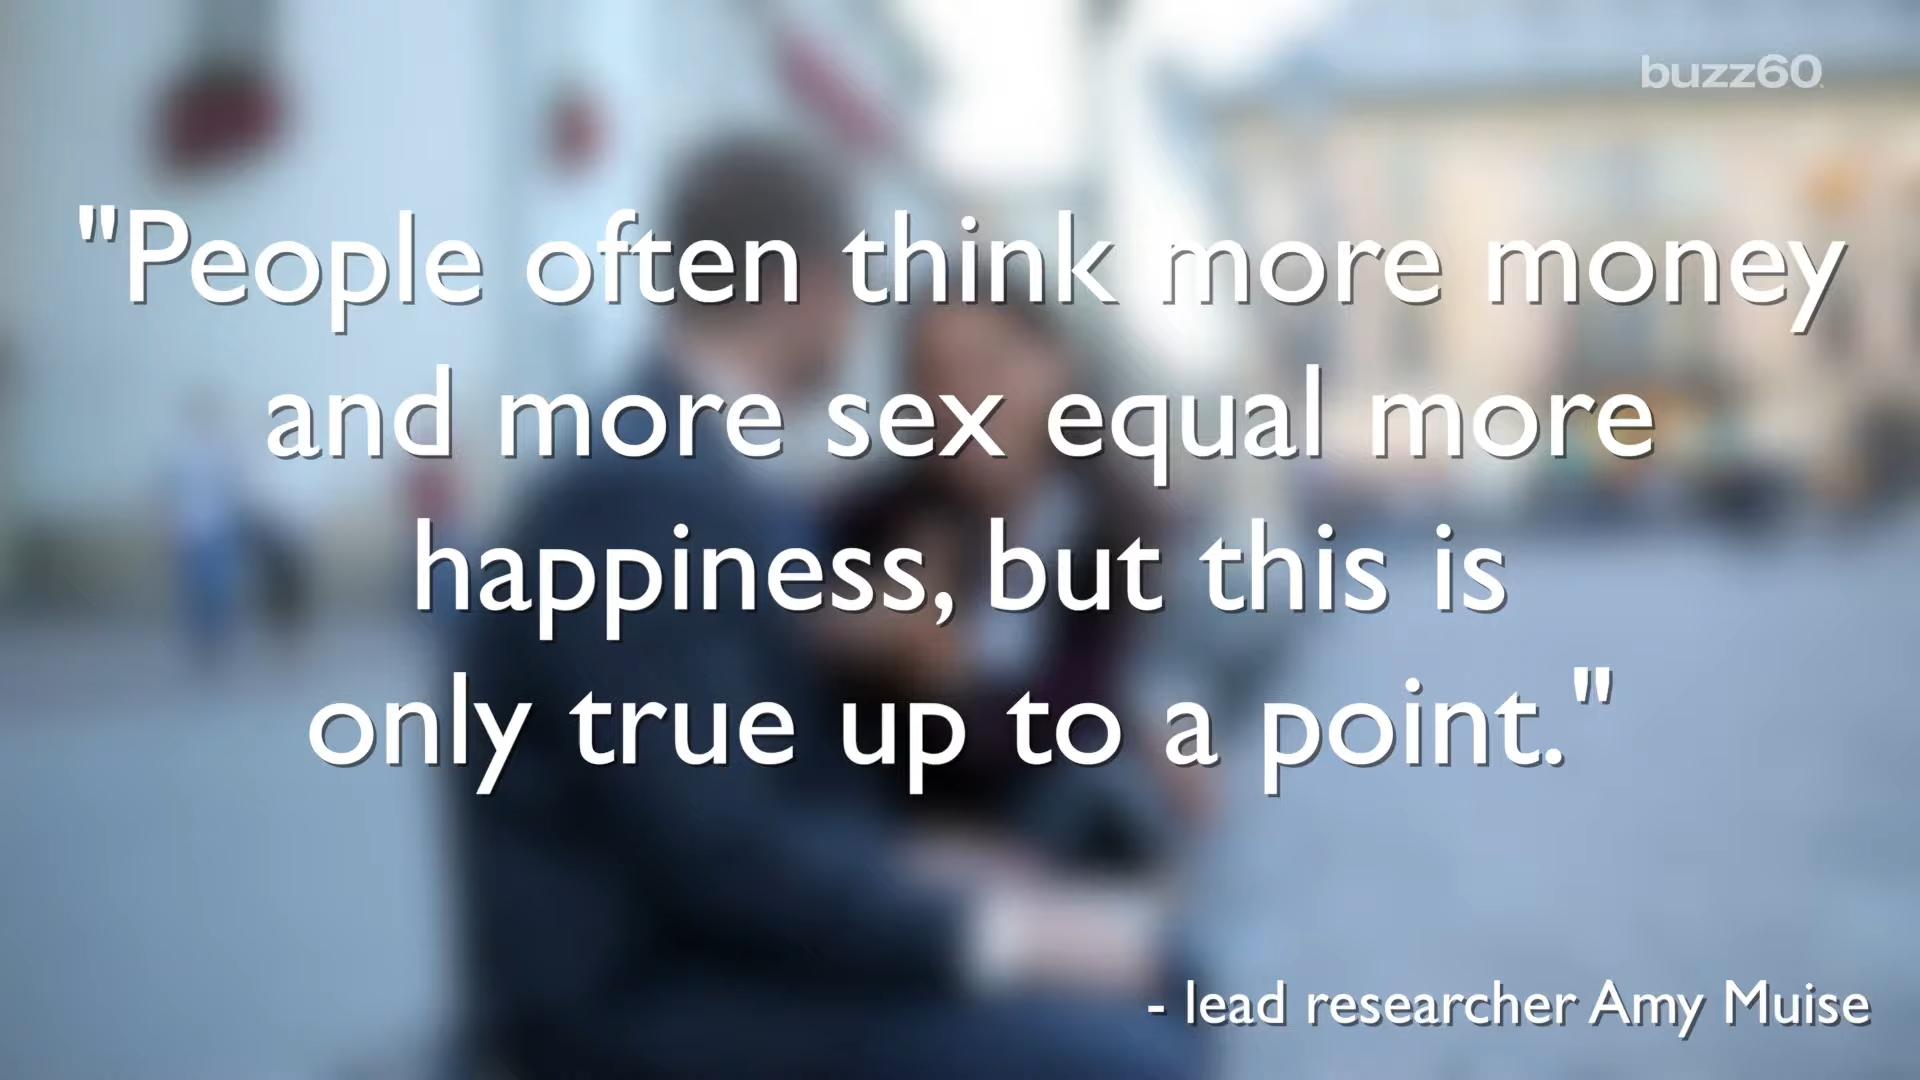 buzz60
"People often think more money
and more sex equal more
happiness, but this is
only true up to a point."
- lead researcher Amy Muise